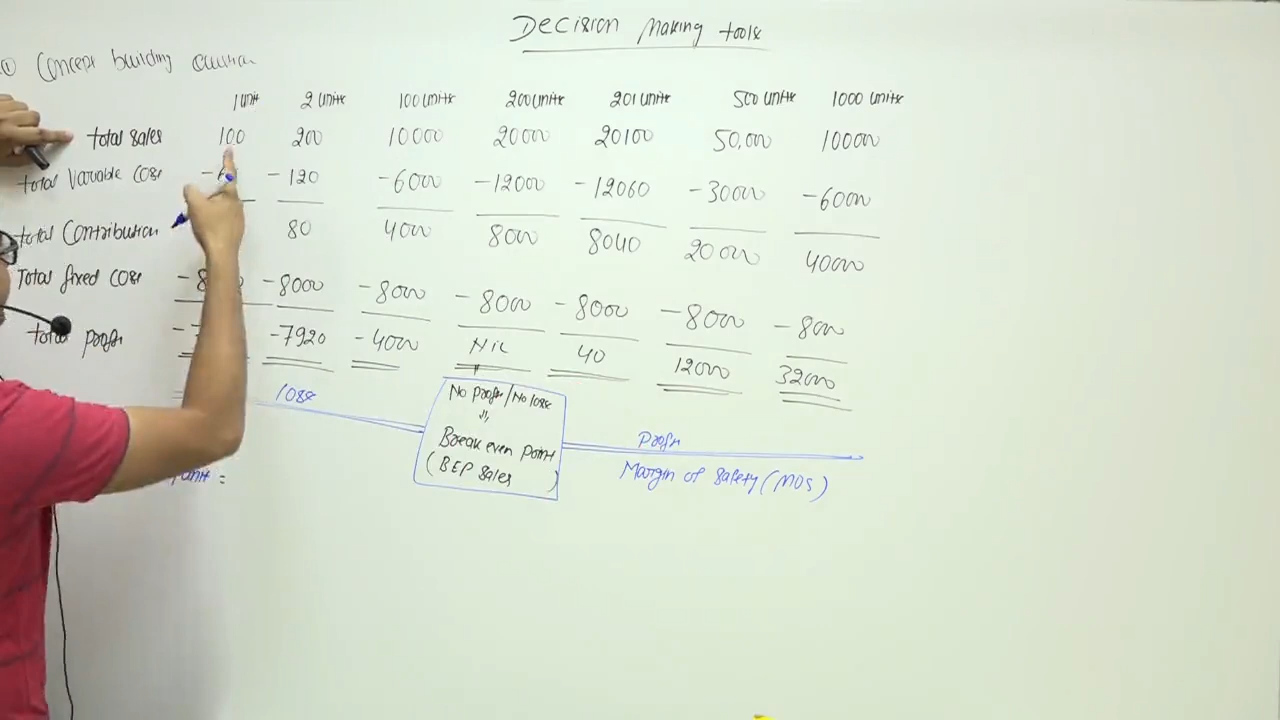 Decision Making tools
① Concept building
1 Unit 2 Units 100 Units 200 Units 201 Units 500 Units 1000 Units
total sales 100 200 10000 20000 20100 50,000 100000
total Variable Cost - -120 -6000 -12000 -12060 -30000 -60000
total Contribution 80 4000 8000 8040 20000 40000
Total fixed Cost -8 -8000 -8000 -8000 -8000 -8000 -8000
total profit -7 -7920 -4000 Nil 40 12000 32000
loss
No profit/No loss
Break even point
(BEP Sales)
Profit
Margin of Safety (MOS)
Unit =